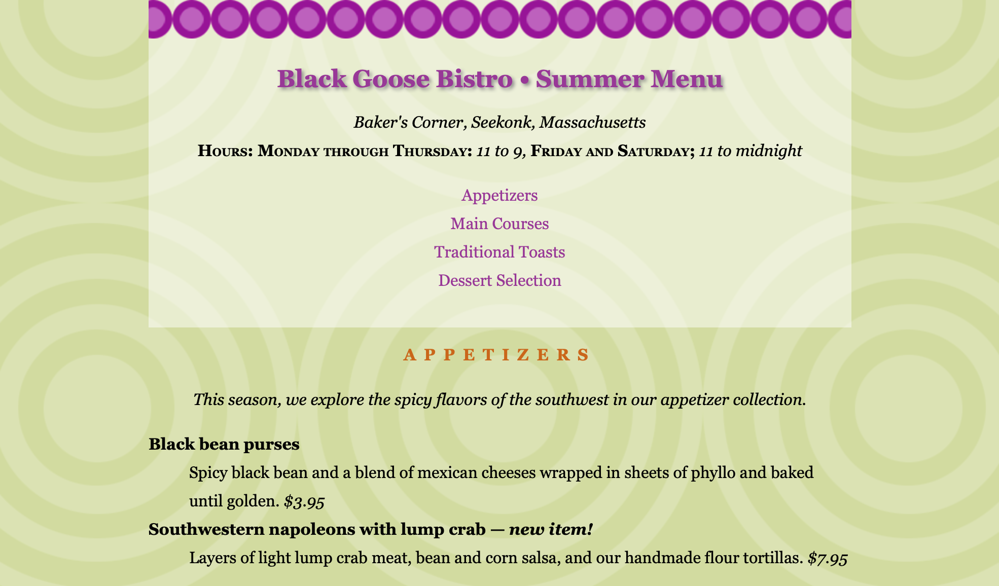 Black Goose Bistro • Summer Menu
Baker's Corner, Seekonk, Massachusetts
Hours: Monday through Thursday: 11 to 9, Friday and Saturday; 11 to midnight
Appetizers
Main Courses
Traditional Toasts
Dessert Selection
APPETIZERS
This season, we explore the spicy flavors of the southwest in our appetizer collection.
Black bean purses
Spicy black bean and a blend of mexican cheeses wrapped in sheets of phyllo and baked
until golden. $3.95
Southwestern napoleons with lump crab — new item!
Layers of light lump crab meat, bean and corn salsa, and our handmade flour tortillas. $7.95